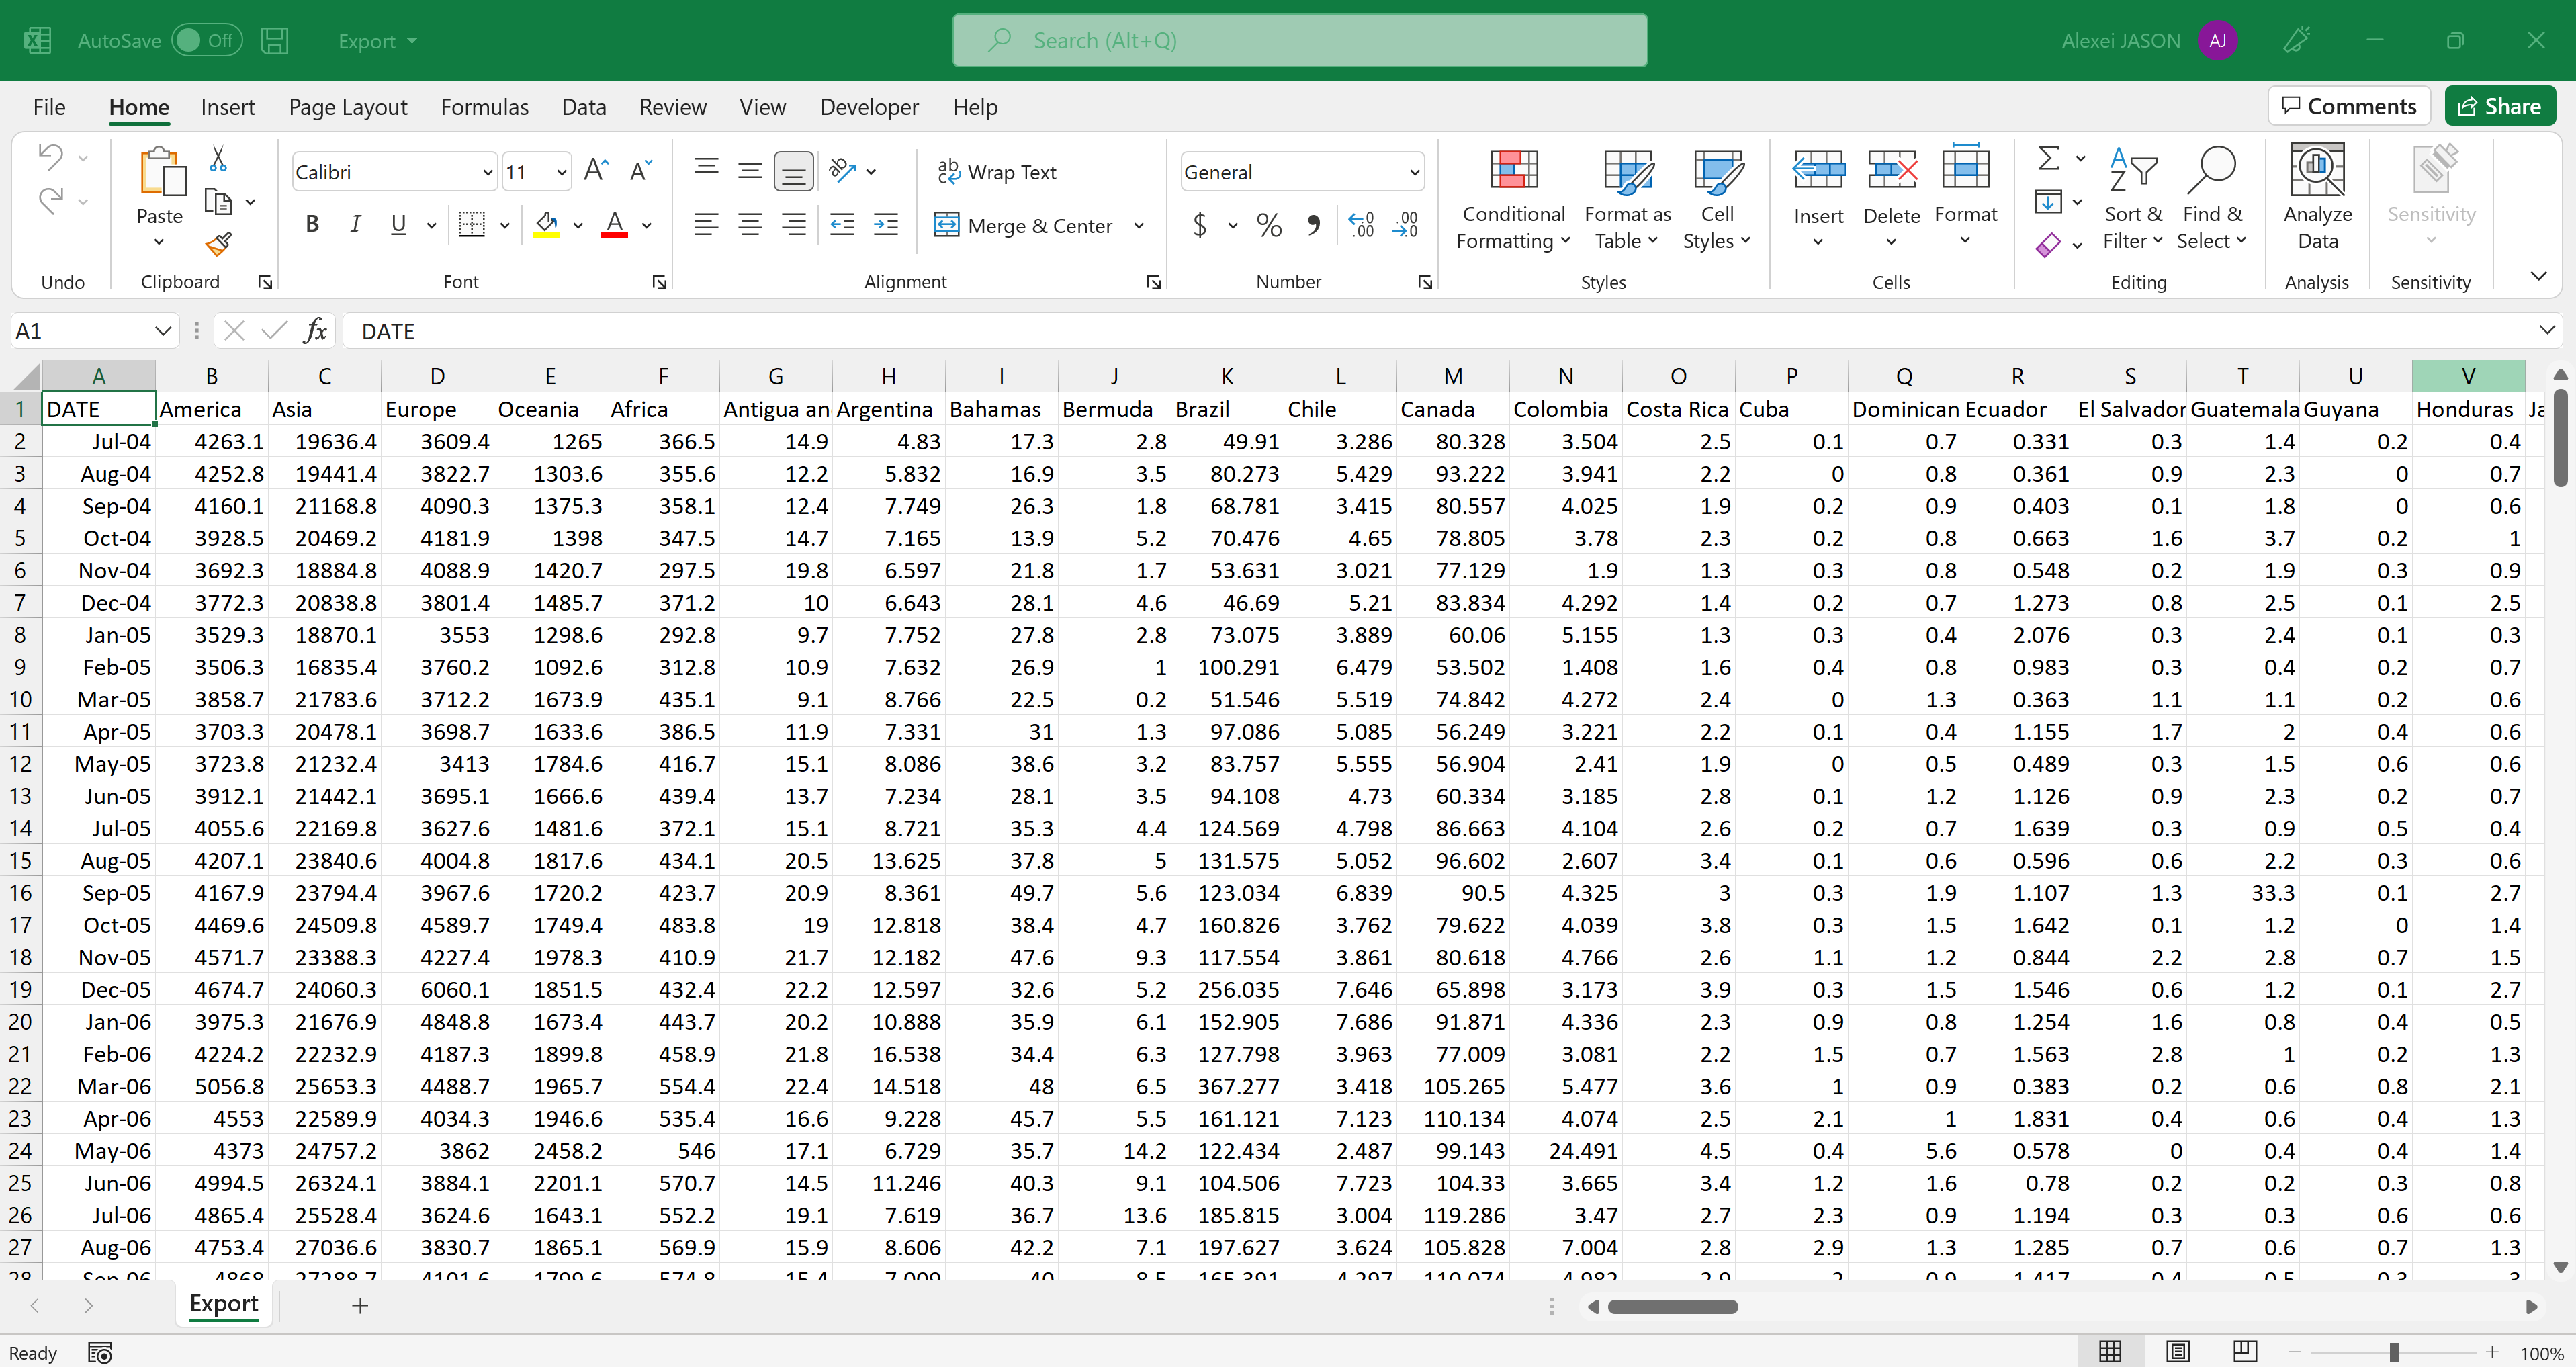 AutoSave Off Export Search (Alt+Q) Alexei JASON AJ
File Home Insert Page Layout Formulas Data Review View Developer Help Comments Share
Calibri 11 Wrap Text General
Paste B I U Merge & Center $ % Conditional Formatting Format as Table Cell Styles Insert Delete Format Sort & Filter Find & Select Analyze Data Sensitivity
Undo Clipboard Font Alignment Number Styles Cells Editing Analysis Sensitivity
A1 fx DATE
A B C D E F G H I J K L M N O P Q R S T U V
1 DATE America Asia Europe Oceania Africa Antigua an Argentina Bahamas Bermuda Brazil Chile Canada Colombia Costa Rica Cuba Dominican Ecuador El Salvador Guatemala Guyana Honduras Ja
2 Jul-04 4263.1 19636.4 3609.4 1265 366.5 14.9 4.83 17.3 2.8 49.91 3.286 80.328 3.504 2.5 0.1 0.7 0.331 0.3 1.4 0.2 0.4
3 Aug-04 4252.8 19441.4 3822.7 1303.6 355.6 12.2 5.832 16.9 3.5 80.273 5.429 93.222 3.941 2.2 0 0.8 0.361 0.9 2.3 0 0.7
4 Sep-04 4160.1 21168.8 4090.3 1375.3 358.1 12.4 7.749 26.3 1.8 68.781 3.415 80.557 4.025 1.9 0.2 0.9 0.403 0.1 1.8 0 0.6
5 Oct-04 3928.5 20469.2 4181.9 1398 347.5 14.7 7.165 13.9 5.2 70.476 4.65 78.805 3.78 2.3 0.2 0.8 0.663 1.6 3.7 0.2 1
6 Nov-04 3692.3 18884.8 4088.9 1420.7 297.5 19.8 6.597 21.8 1.7 53.631 3.021 77.129 1.9 1.3 0.3 0.8 0.548 0.2 1.9 0.3 0.9
7 Dec-04 3772.3 20838.8 3801.4 1485.7 371.2 10 6.643 28.1 4.6 46.69 5.21 83.834 4.292 1.4 0.2 0.7 1.273 0.8 2.5 0.1 2.5
8 Jan-05 3529.3 18870.1 3553 1298.6 292.8 9.7 7.752 27.8 2.8 73.075 3.889 60.06 5.155 1.3 0.3 0.4 2.076 0.3 2.4 0.1 0.3
9 Feb-05 3506.3 16835.4 3760.2 1092.6 312.8 10.9 7.632 26.9 1 100.291 6.479 53.502 1.408 1.6 0.4 0.8 0.983 0.3 0.4 0.2 0.7
10 Mar-05 3858.7 21783.6 3712.2 1673.9 435.1 9.1 8.766 22.5 0.2 51.546 5.519 74.842 4.272 2.4 0 1.3 0.363 1.1 1.1 0.2 0.6
11 Apr-05 3703.3 20478.1 3698.7 1633.6 386.5 11.9 7.331 31 1.3 97.086 5.085 56.249 3.221 2.2 0.1 0.4 1.155 1.7 2 0.4 0.6
12 May-05 3723.8 21232.4 3413 1784.6 416.7 15.1 8.086 38.6 3.2 83.757 5.555 56.904 2.41 1.9 0 0.5 0.489 0.3 1.5 0.6 0.6
13 Jun-05 3912.1 21442.1 3695.1 1666.6 439.4 13.7 7.234 28.1 3.5 94.108 4.73 60.334 3.185 2.8 0.1 1.2 1.126 0.9 2.3 0.2 0.7
14 Jul-05 4055.6 22169.8 3627.6 1481.6 372.1 15.1 8.721 35.3 4.4 124.569 4.798 86.663 4.104 2.6 0.2 0.7 1.639 0.3 0.9 0.5 0.4
15 Aug-05 4207.1 23840.6 4004.8 1817.6 434.1 20.5 13.625 37.8 5 131.575 5.052 96.602 2.607 3.4 0.1 0.6 0.596 0.6 2.2 0.3 0.6
16 Sep-05 4167.9 23794.4 3967.6 1720.2 423.7 20.9 8.361 49.7 5.6 123.034 6.839 90.5 4.325 3 0.3 1.9 1.107 1.3 33.3 0.1 2.7
17 Oct-05 4469.6 24509.8 4589.7 1749.4 483.8 19 12.818 38.4 4.7 160.826 3.762 79.622 4.039 3.8 0.3 1.5 1.642 0.1 1.2 0 1.4
18 Nov-05 4571.7 23388.3 4227.4 1978.3 410.9 21.7 12.182 47.6 9.3 117.554 3.861 80.618 4.766 2.6 1.1 1.2 0.844 2.2 2.8 0.7 1.5
19 Dec-05 4674.7 24060.3 6060.1 1851.5 432.4 22.2 12.597 32.6 5.2 256.035 7.646 65.898 3.173 3.9 0.3 1.5 1.546 0.6 1.2 0.1 2.7
20 Jan-06 3975.3 21676.9 4848.8 1673.4 443.7 20.2 10.888 35.9 6.1 152.905 7.686 91.871 4.336 2.3 0.9 0.8 1.254 1.6 0.8 0.4 0.5
21 Feb-06 4224.2 22232.9 4187.3 1899.8 458.9 21.8 16.538 34.4 6.3 127.798 3.963 77.009 3.081 2.2 1.5 0.7 1.563 2.8 1 0.2 1.3
22 Mar-06 5056.8 25653.3 4488.7 1965.7 554.4 22.4 14.518 48 6.5 367.277 3.418 105.265 5.477 3.6 1 0.9 0.383 0.2 0.6 0.8 2.1
23 Apr-06 4553 22589.9 4034.3 1946.6 535.4 16.6 9.228 45.7 5.5 161.121 7.123 110.134 4.074 2.5 2.1 1 1.831 0.4 0.6 0.4 1.3
24 May-06 4373 24757.2 3862 2458.2 546 17.1 6.729 35.7 14.2 122.434 2.487 99.143 24.491 4.5 0.4 5.6 0.578 0 0.4 0.4 1.4
25 Jun-06 4994.5 26324.1 3884.1 2201.1 570.7 14.5 11.246 40.3 9.1 104.506 7.723 104.33 3.665 3.4 1.2 1.6 0.78 0.2 0.2 0.3 0.8
26 Jul-06 4865.4 25528.4 3624.6 1643.1 552.2 19.1 7.619 36.7 13.6 185.815 3.004 119.286 3.47 2.7 2.3 0.9 1.194 0.3 0.3 0.6 0.6
27 Aug-06 4753.4 27036.6 3830.7 1865.1 569.9 15.9 8.606 42.2 7.1 197.627 3.624 105.828 7.004 2.8 2.9 1.3 1.285 0.7 0.6 0.7 1.3
Export
Ready 100%